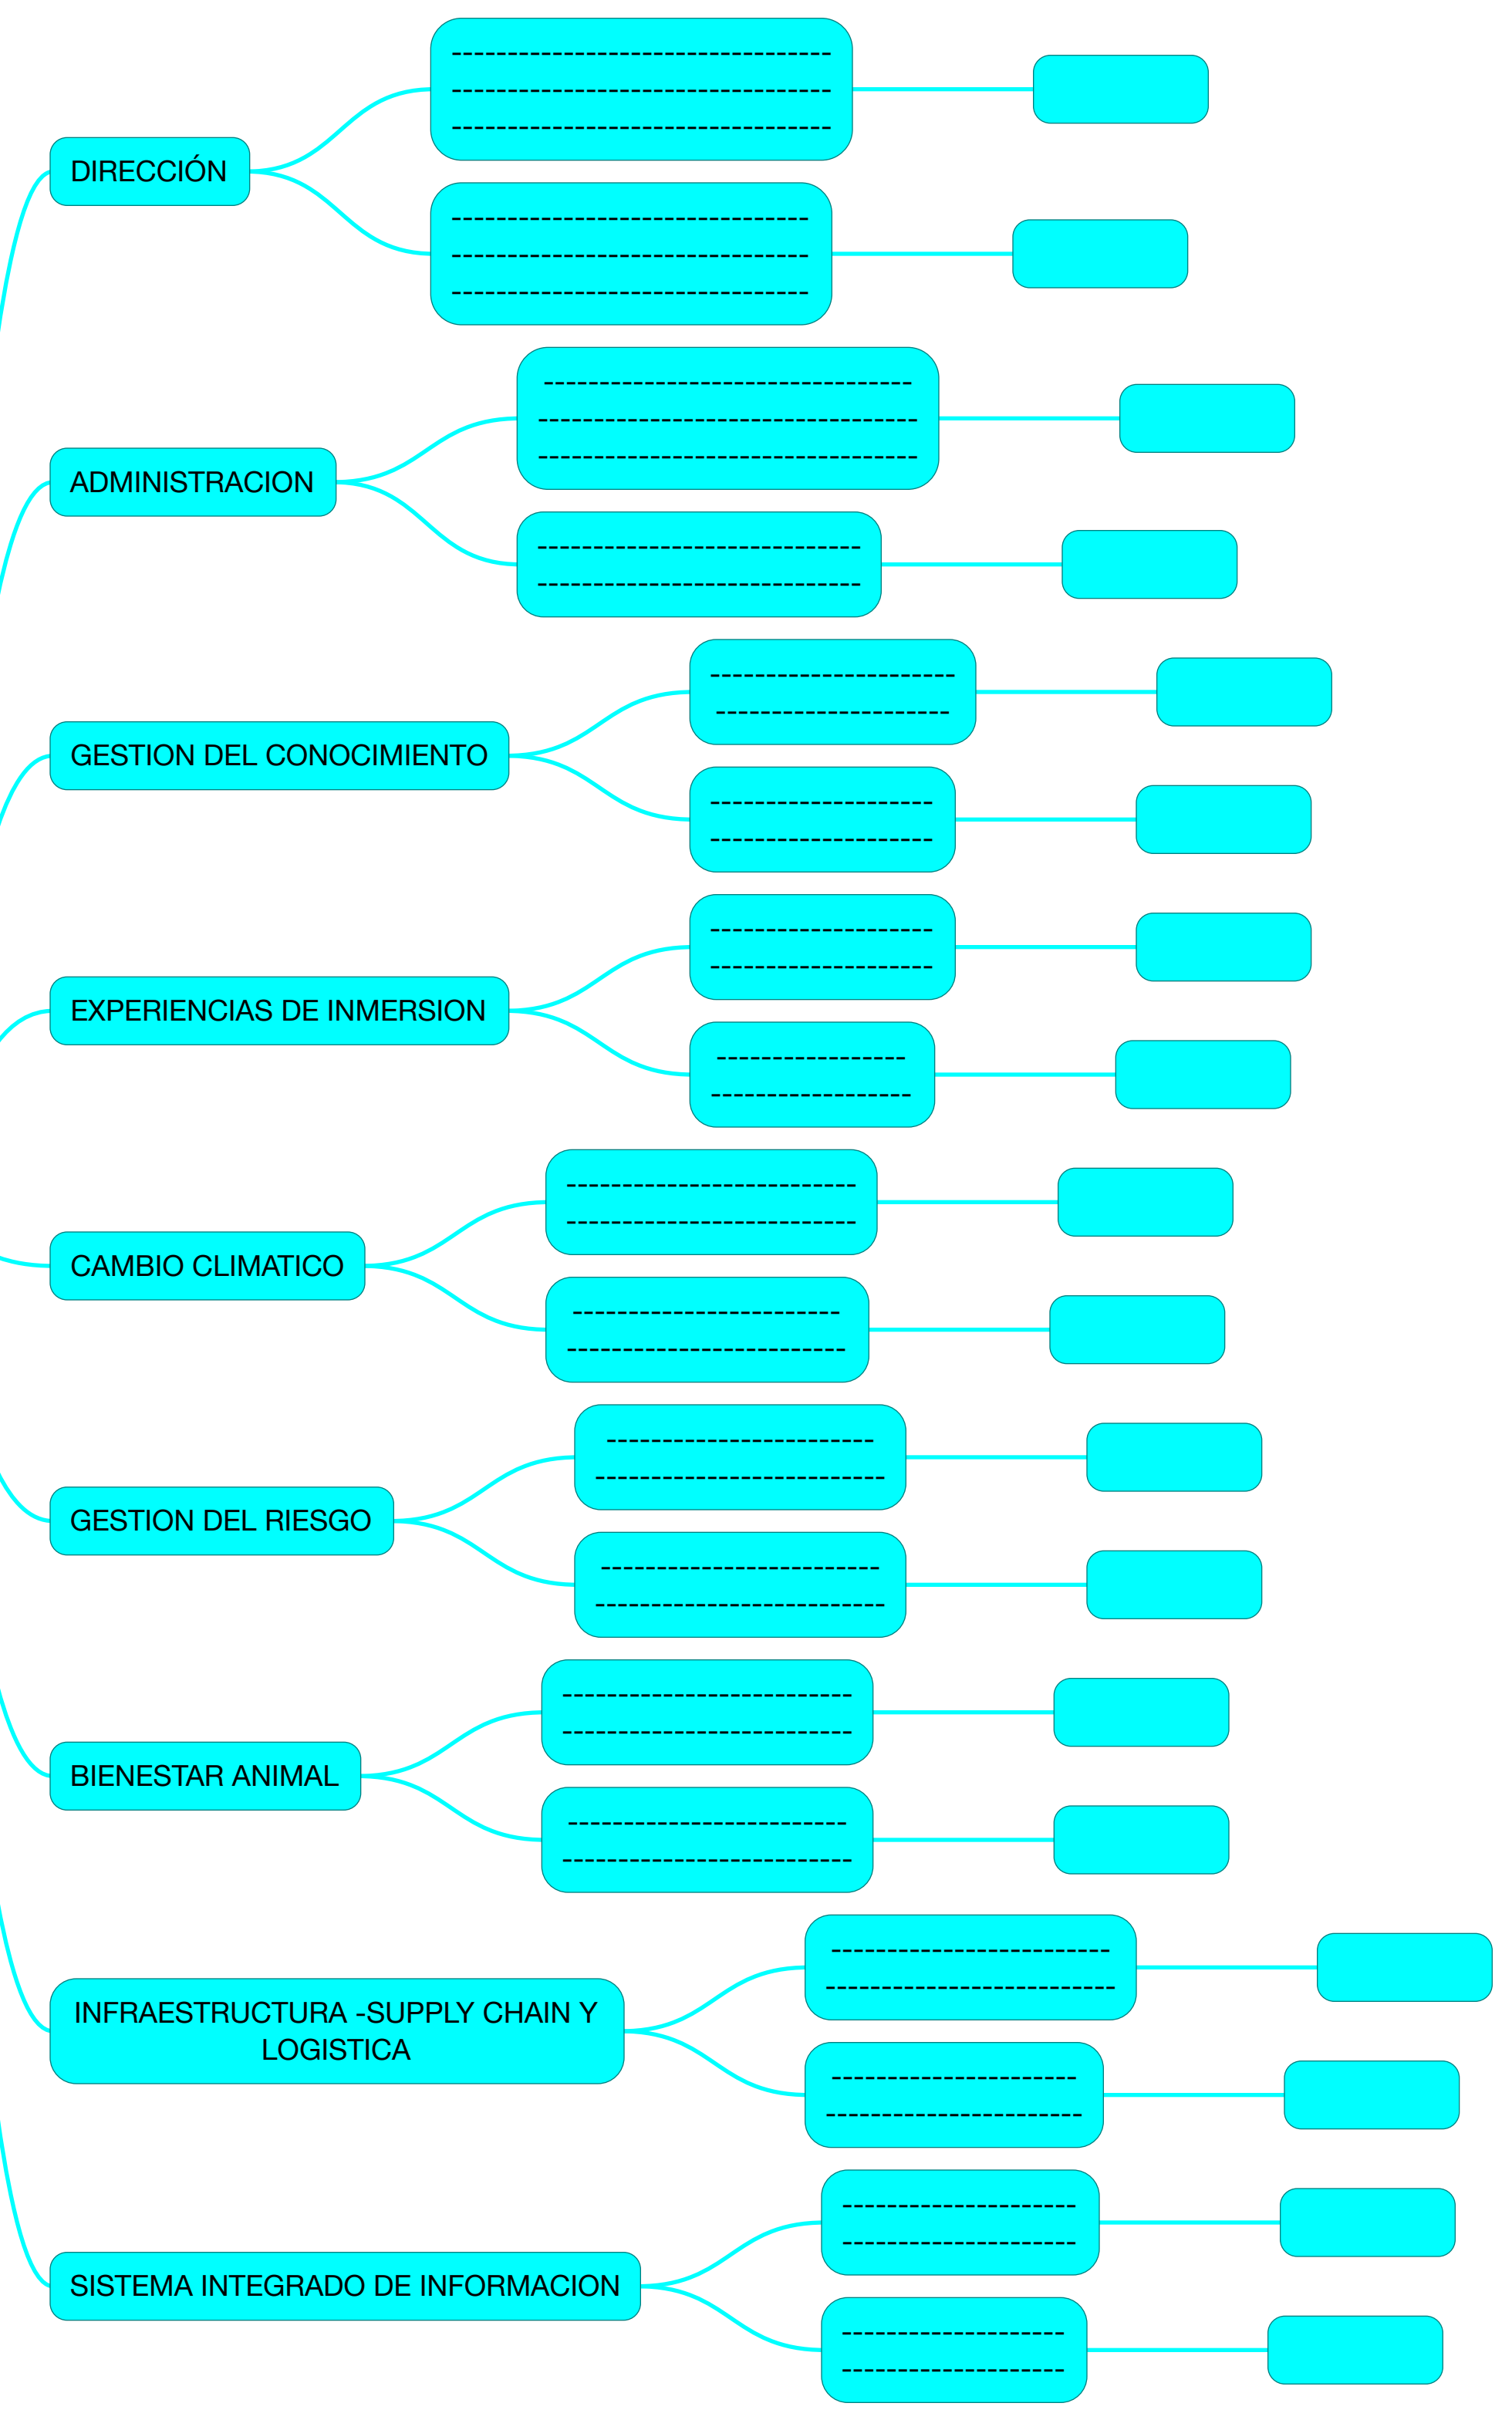 DIRECCIÓN
ADMINISTRACION
GESTION DEL CONOCIMIENTO
EXPERIENCIAS DE INMERSION
CAMBIO CLIMATICO
GESTION DEL RIESGO
BIENESTAR ANIMAL
INFRAESTRUCTURA -SUPPLY CHAIN Y
LOGISTICA
SISTEMA INTEGRADO DE INFORMACION